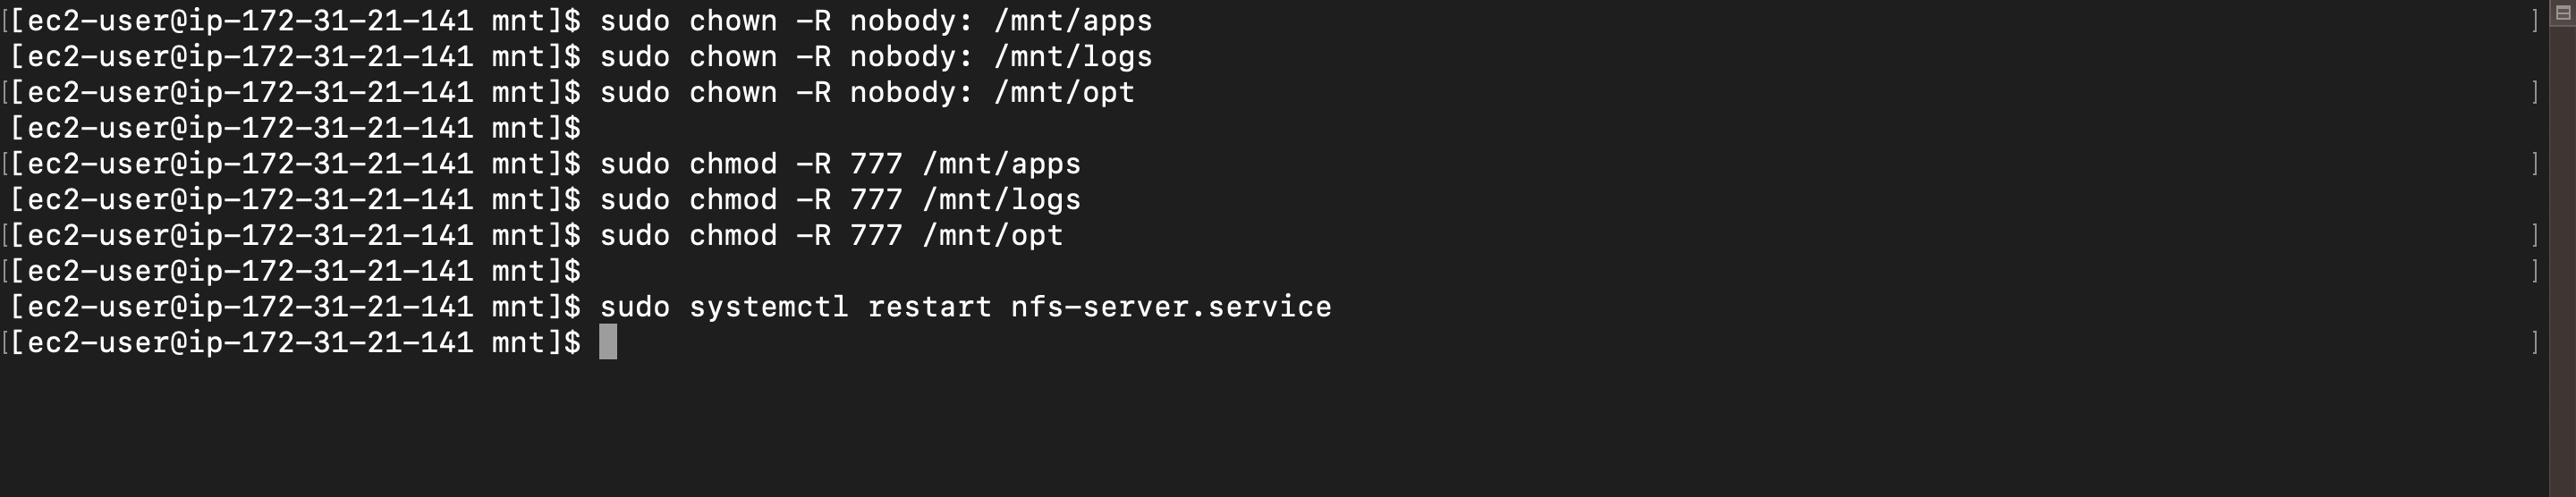 [[ec2-user@ip-172-31-21-141 mnt]$ sudo chown -R nobody: /mnt/apps ]
[ec2-user@ip-172-31-21-141 mnt]$ sudo chown -R nobody: /mnt/logs
[[ec2-user@ip-172-31-21-141 mnt]$ sudo chown -R nobody: /mnt/opt ]
[ec2-user@ip-172-31-21-141 mnt]$
[[ec2-user@ip-172-31-21-141 mnt]$ sudo chmod -R 777 /mnt/apps ]
[ec2-user@ip-172-31-21-141 mnt]$ sudo chmod -R 777 /mnt/logs
[[ec2-user@ip-172-31-21-141 mnt]$ sudo chmod -R 777 /mnt/opt ]
[[ec2-user@ip-172-31-21-141 mnt]$ ]
[ec2-user@ip-172-31-21-141 mnt]$ sudo systemctl restart nfs-server.service
[[ec2-user@ip-172-31-21-141 mnt]$ ]